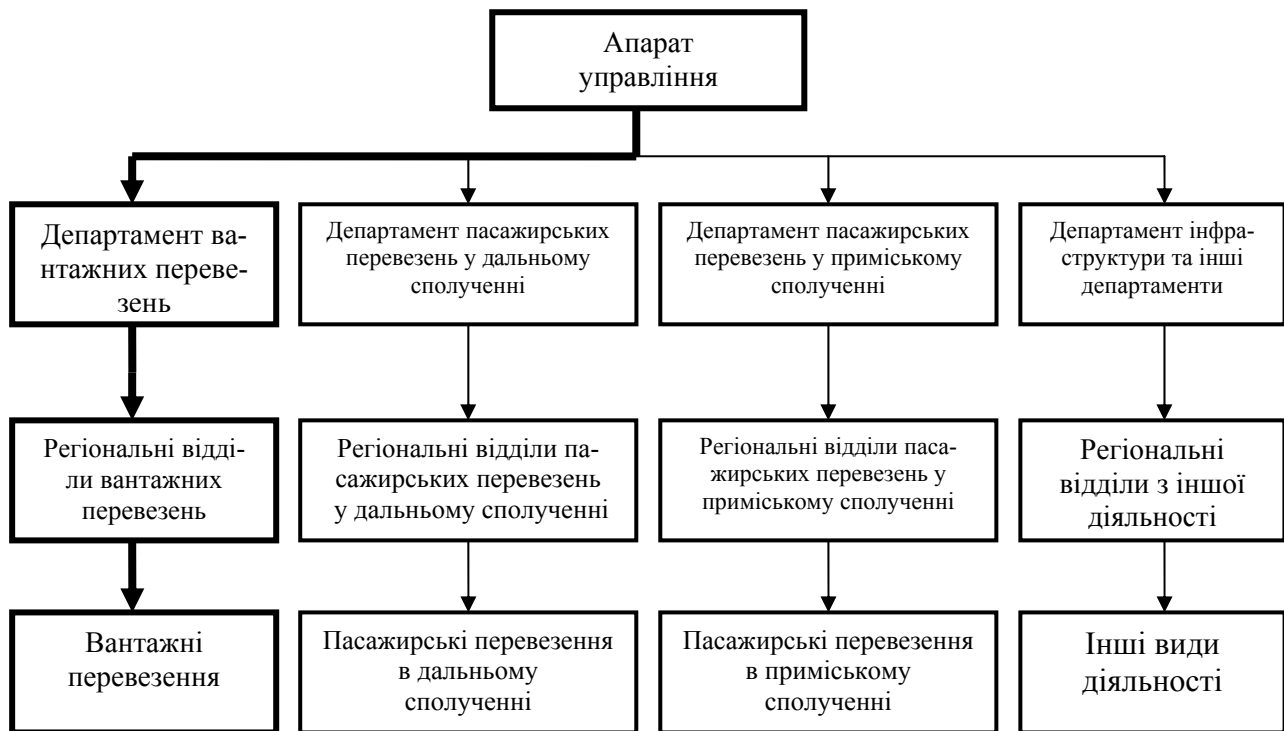 Апарат
управління
Департамент ва-
нтажних переве-
зень
Департамент пасажирських
перевезень у дальньому
сполученні
Департамент пасажирських
перевезень у приміському
сполученні
Департамент інфра-
структури та інші
департаменти
Регіональні відді-
ли вантажних
перевезень
Регіональні відділи па-
сажирських перевезень
у дальньому сполученні
Регіональні відділи паса-
жирських перевезень у
приміському сполученні
Регіональні
відділи з іншої
діяльності
Вантажні
перевезення
Пасажирські перевезення
в дальньому
сполученні
Пасажирські перевезення
в приміському
сполученні
Інші види
діяльності